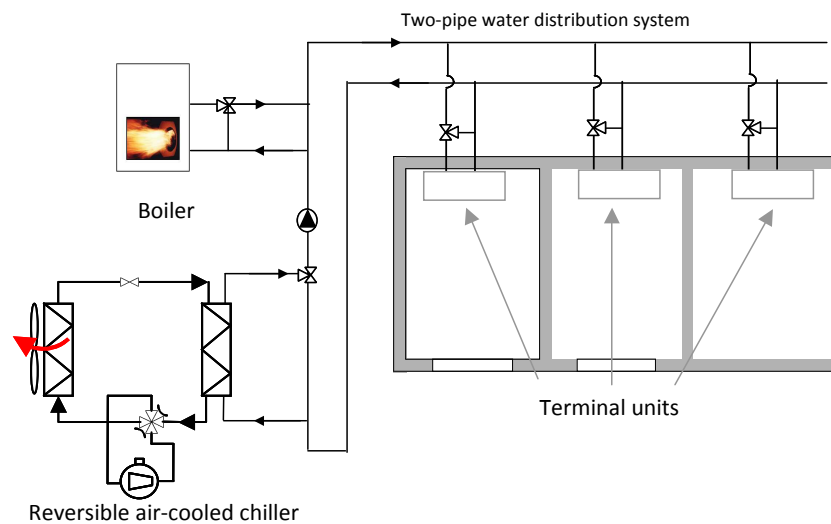 Two-pipe water distribution system
Boiler
Terminal units
Reversible air-cooled chiller